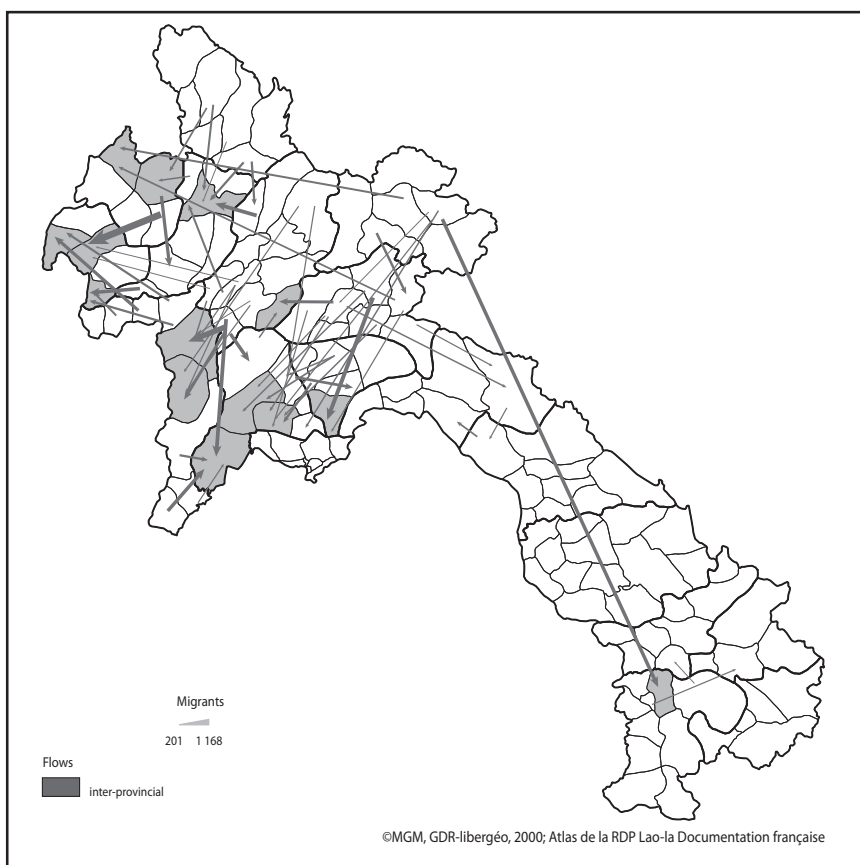 Migrants
201 1 168
Flows
inter-provincial
©MGM, GDR-libergéo, 2000; Atlas de la RDP Lao-la Documentation française